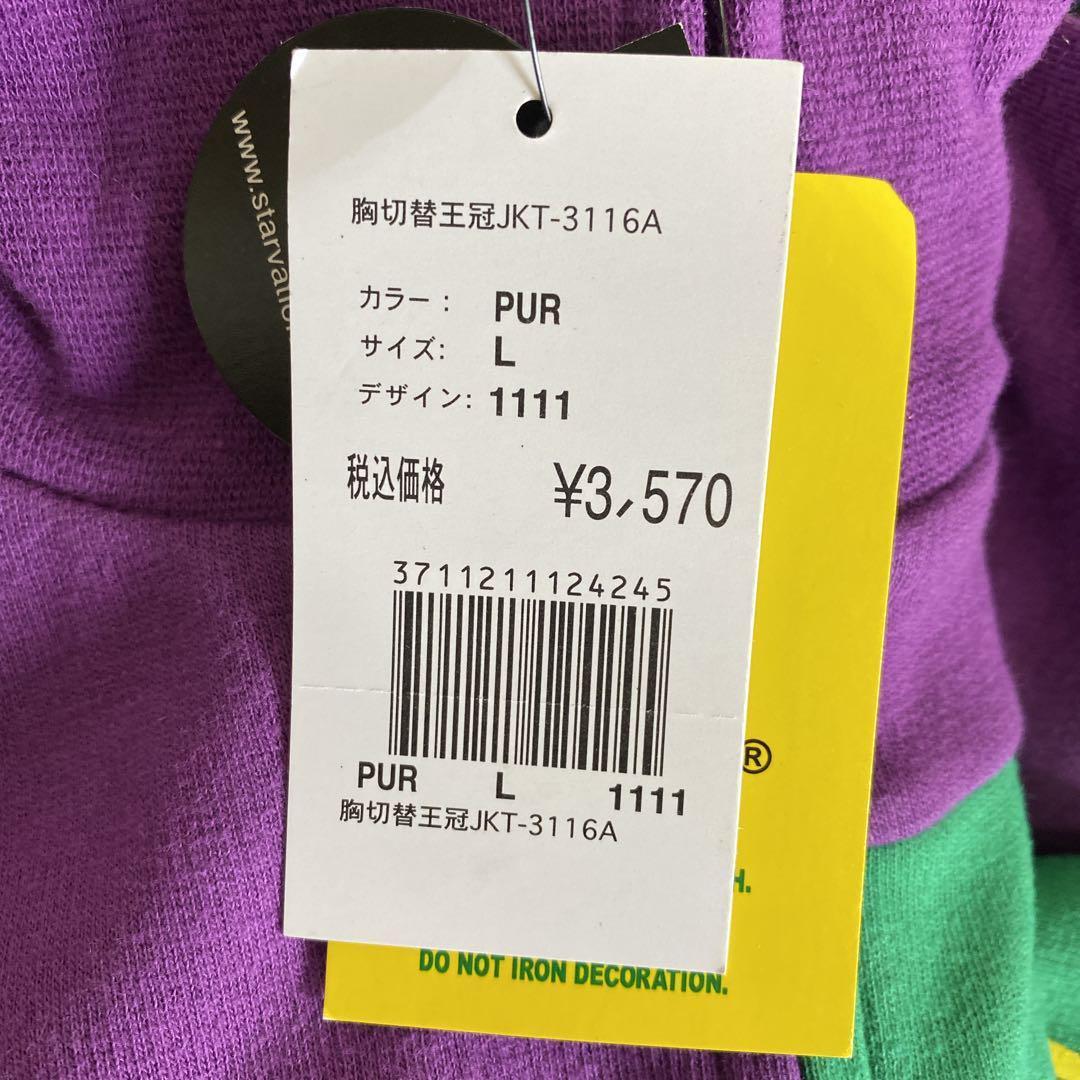 www.starvation
胸切替王冠JKT-3116A
カラー： PUR
サイズ: L
デザイン: 1111
税込価格 ¥3,570
3711211124245
PUR L 1111
胸切替王冠JKT-3116A
®
H.
DO NOT IRON DECORATION.